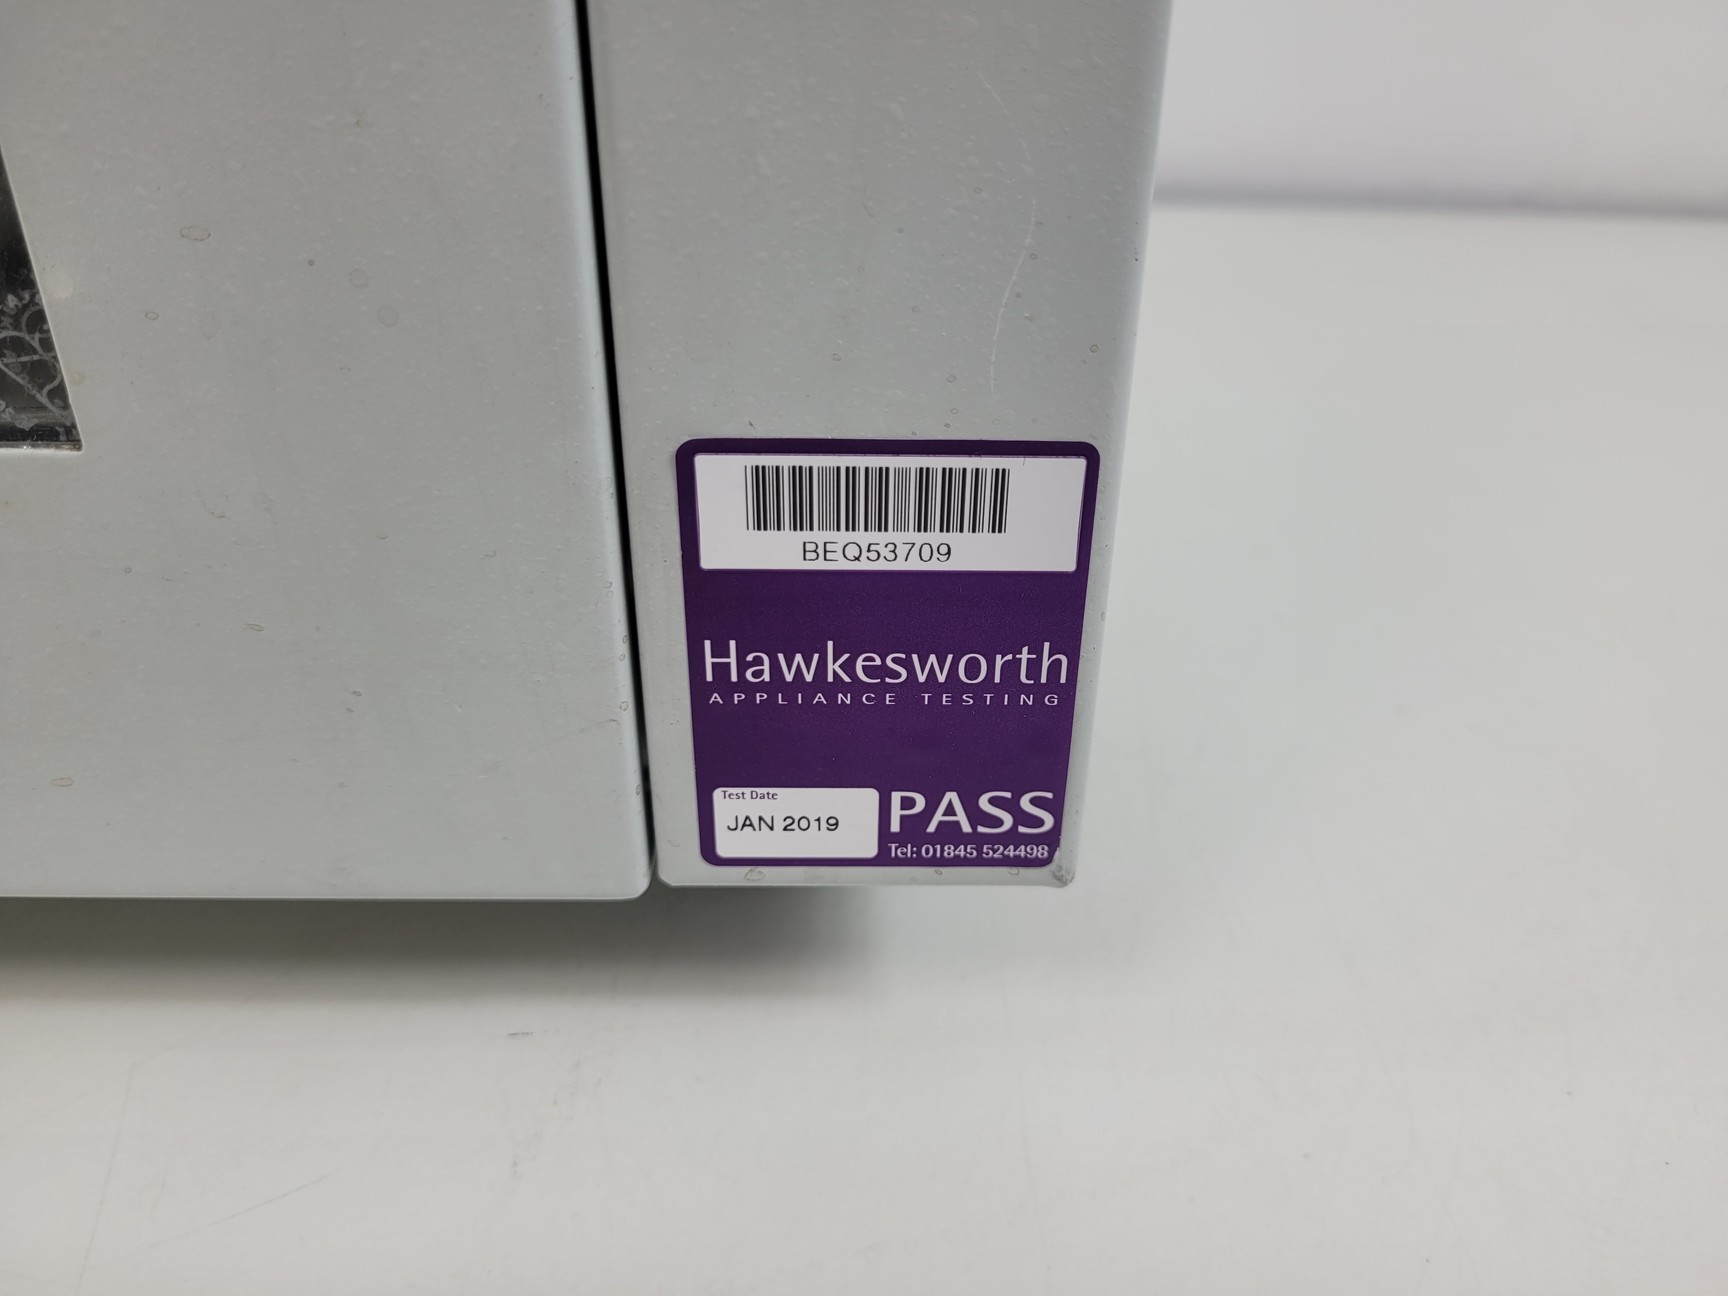 BEQ53709
Hawkesworth
APPLIANCE TESTING
Test Date
JAN 2019
PASS
Tel: 01845 524498